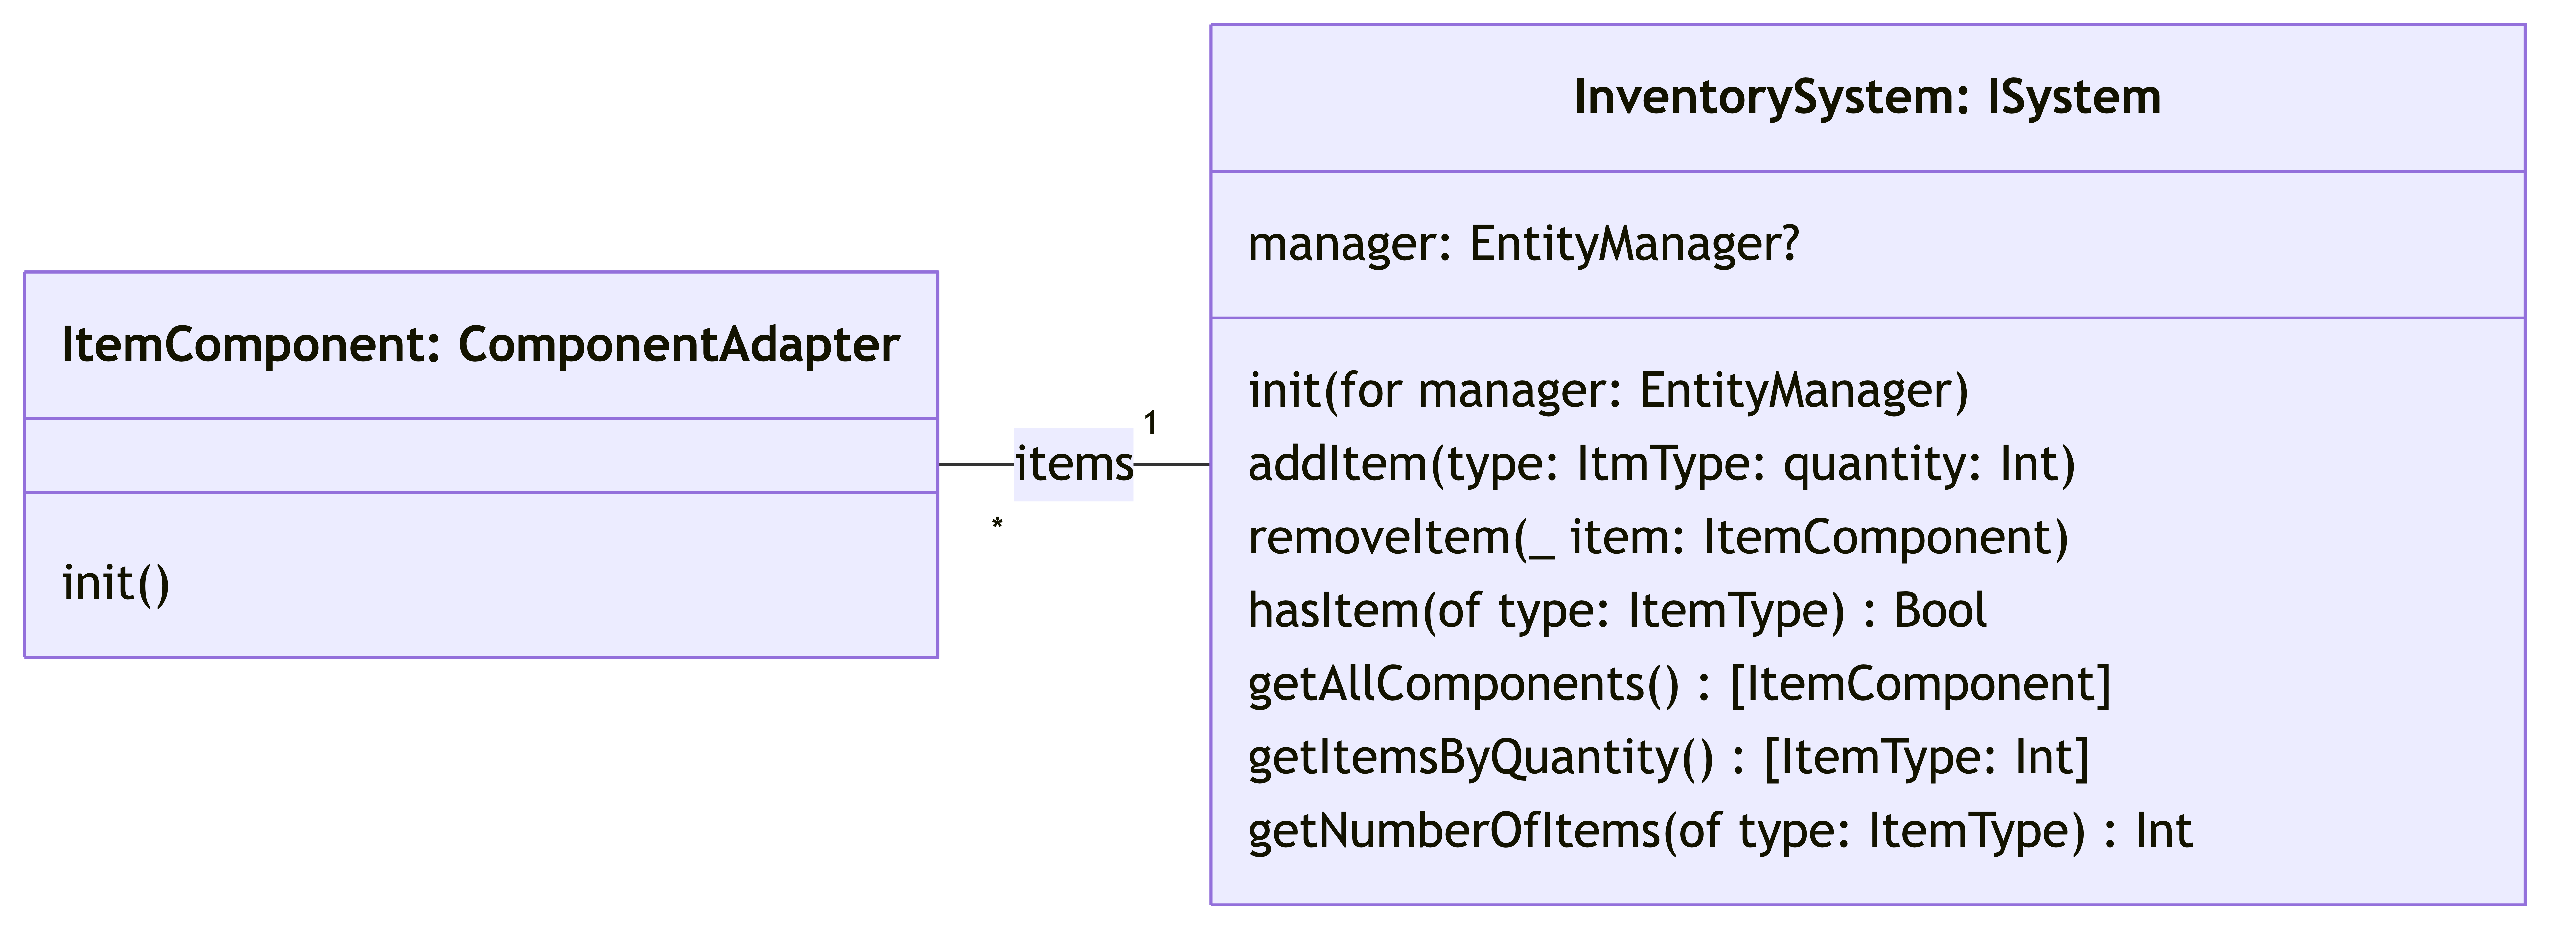 ItemComponent: ComponentAdapter
init()
items
1
*
InventorySystem: ISystem
manager: EntityManager?
init(for manager: EntityManager)
addItem(type: ItmType: quantity: Int)
removeItem(_ item: ItemComponent)
hasItem(of type: ItemType) : Bool
getAllComponents() : [ItemComponent]
getItemsByQuantity() : [ItemType: Int]
getNumberOfItems(of type: ItemType) : Int